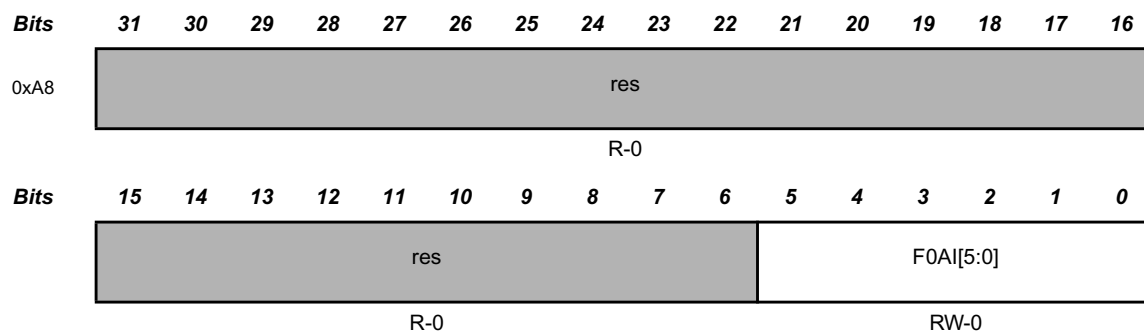 Bits 31 30 29 28 27 26 25 24 23 22 21 20 19 18 17 16
0xA8 res
R-0
Bits 15 14 13 12 11 10 9 8 7 6 5 4 3 2 1 0
res F0AI[5:0]
R-0 RW-0